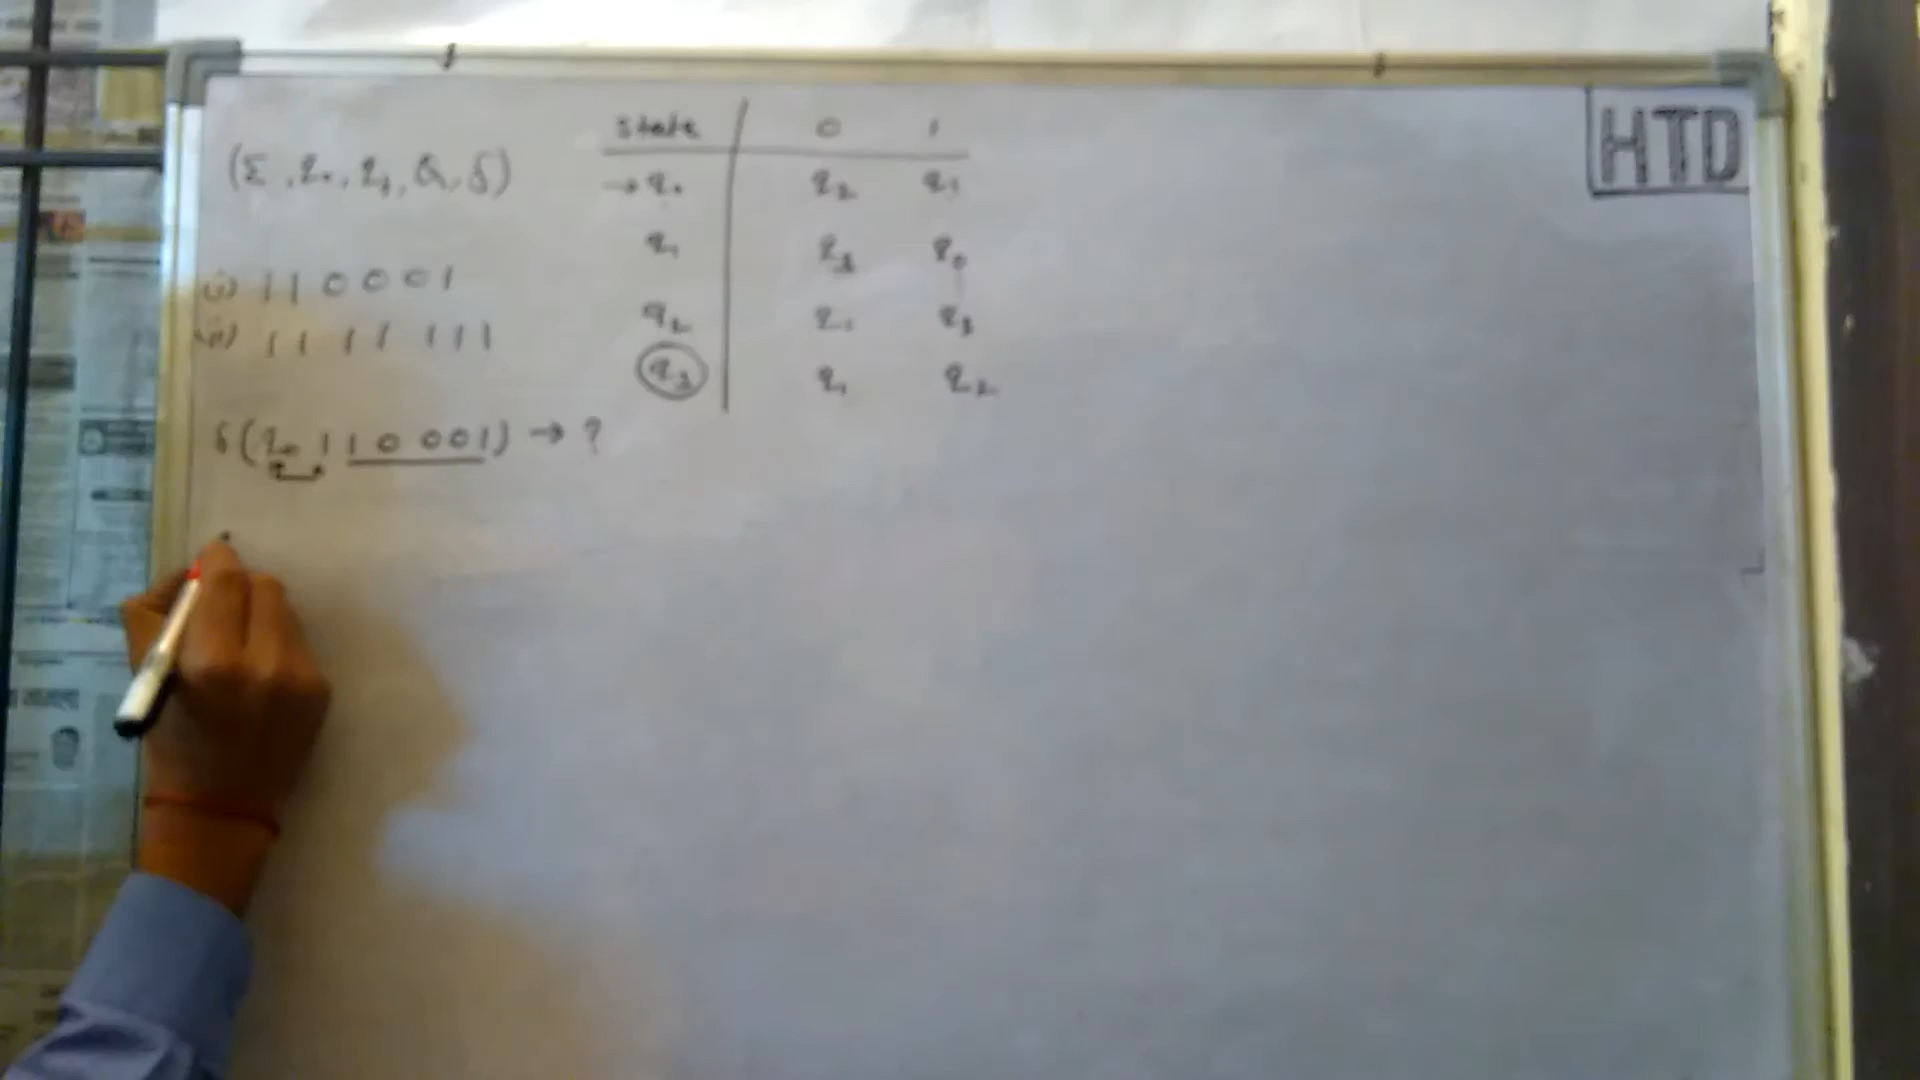 (Σ, q₀, q₁, Q, δ)
i) 110001
ii) 1111111
δ(q₀ 110001) → ?
state | 0 1
→ q₀ | q₂ q₁
q₁ | q₃ q₀
q₂ | q₁ q₃
q₃ | q₁ q₂
HTD